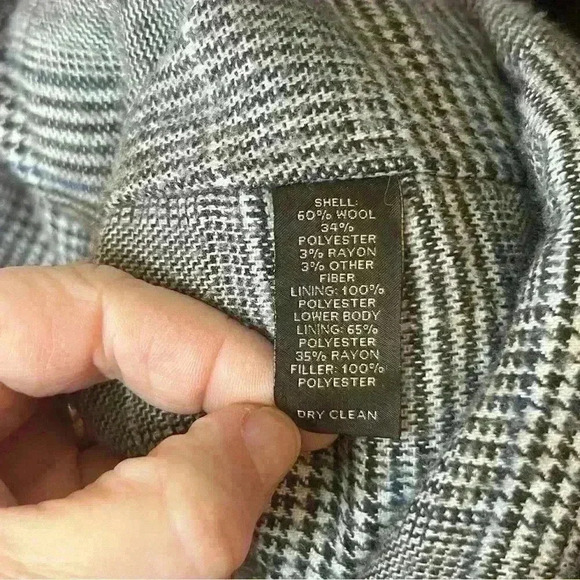 SHELL:
60% WOOL
34%
POLYESTER
3% RAYON
3% OTHER
FIBER
LINING: 100%
POLYESTER
LOWER BODY
LINING: 65%
POLYESTER
35% RAYON
FILLER: 100%
POLYESTER
DRY CLEAN